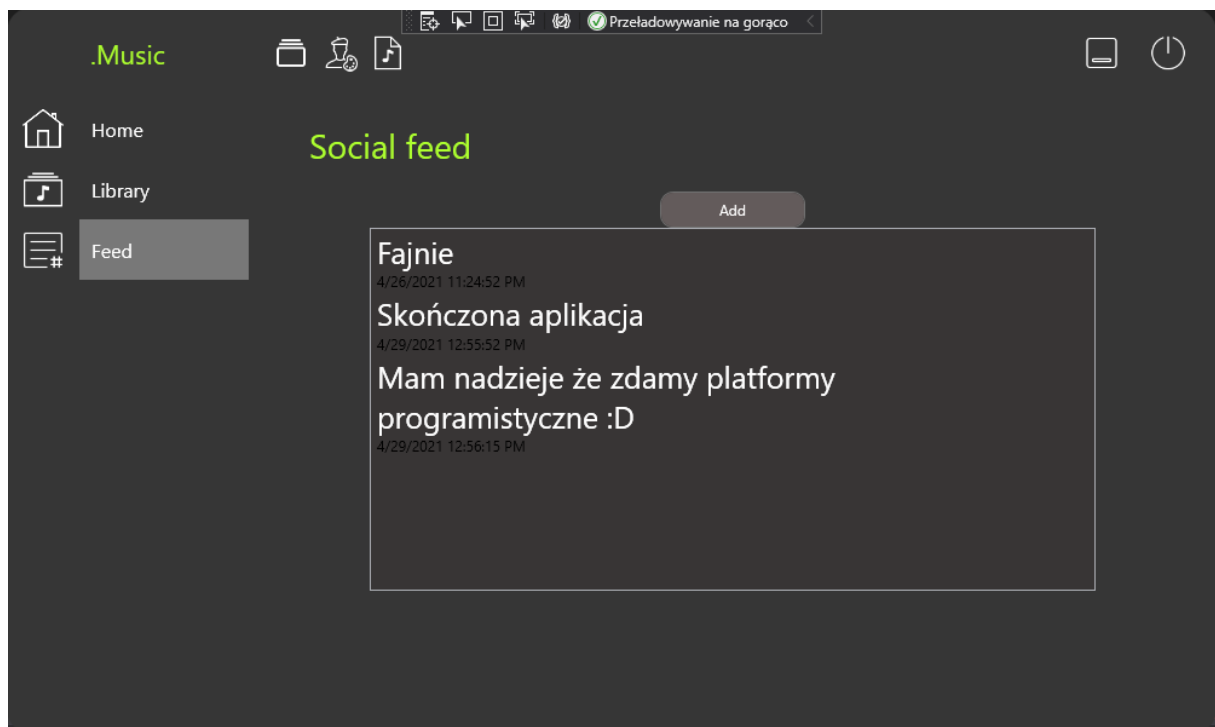 Przeładowywanie na gorąco
.Music
Home
Social feed
Library
Add
Feed
Fajnie
4/26/2021 11:24:52 PM
Skończona aplikacja
4/29/2021 12:55:52 PM
Mam nadzieje że zdamy platformy
programistyczne :D
4/29/2021 12:56:15 PM